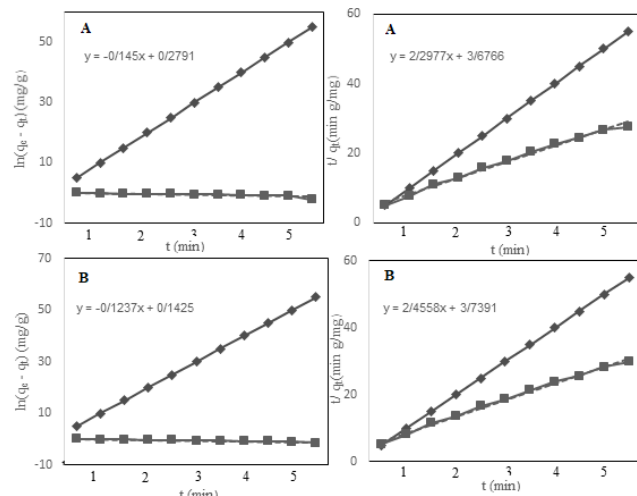 A
y = -0/145x + 0/2791
ln(qe - qt) (mg/g)
50
30
10
-10
1 2 3 4 5
t (min)
A
y = 2/2977x + 3/6766
t/ qt(min g/mg)
60
40
20
0
1 2 3 4 5
t (min)
B
y = -0/1237x + 0/1425
ln(qe - qt) (mg/g)
70
50
30
10
-10
1 2 3 4 5
t (min)
B
y = 2/4558x + 3/7391
t/ qt(min g/mg)
60
40
20
0
1 2 3 4 5
t (min)